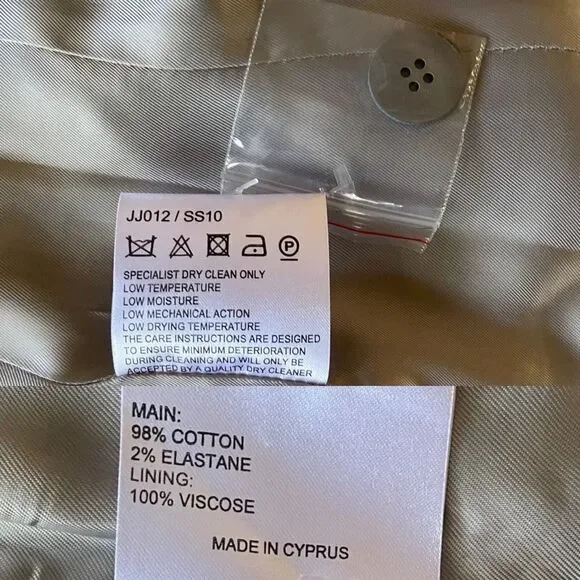 JJ012 / SS10
P
SPECIALIST DRY CLEAN ONLY
LOW TEMPERATURE
LOW MOISTURE
LOW MECHANICAL ACTION
LOW DRYING TEMPERATURE
THE CARE INSTRUCTIONS ARE DESIGNED
TO ENSURE MINIMUM DETERIORATION
DURING CLEANING AND WILL ONLY BE
ACCEPTED BY A QUALITY DRY CLEANER
MAIN:
98% COTTON
2% ELASTANE
LINING:
100% VISCOSE
MADE IN CYPRUS